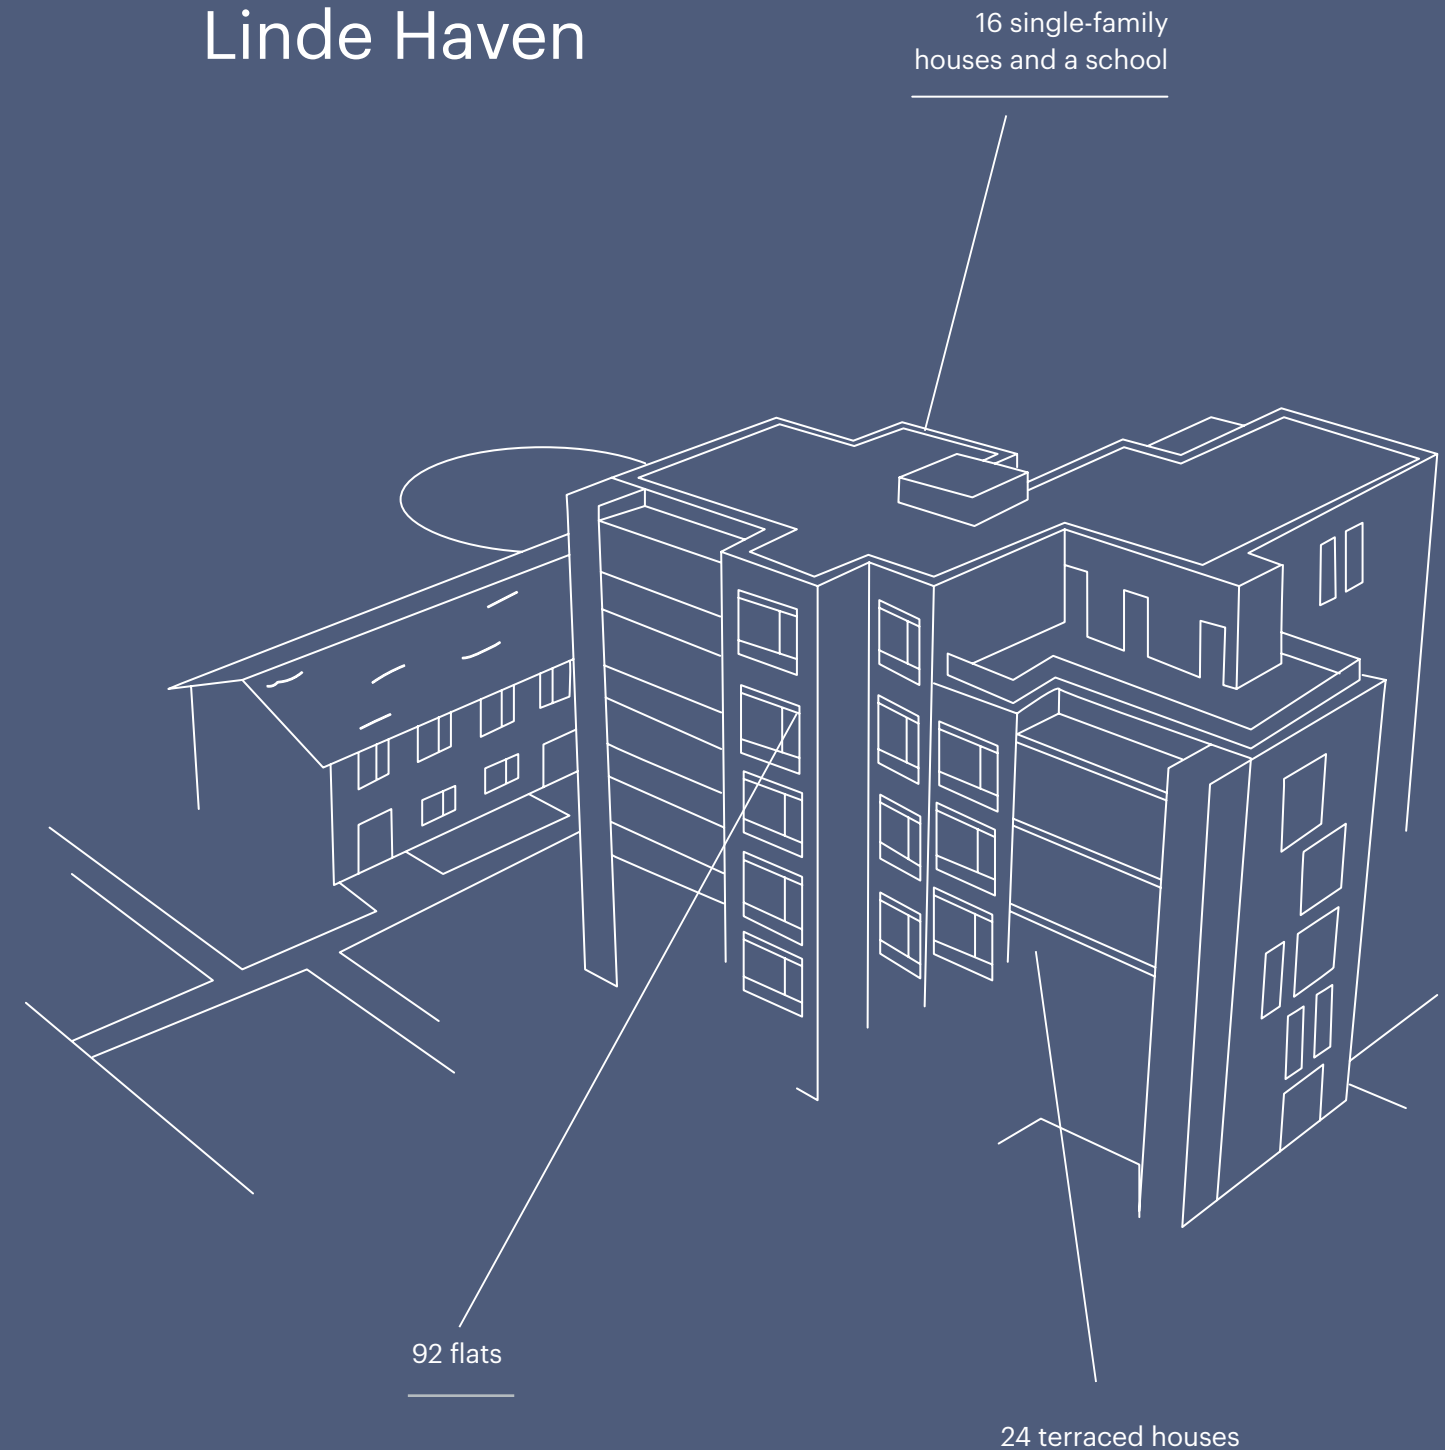 Linde Haven
16 single-family
houses and a school
92 flats
24 terraced houses